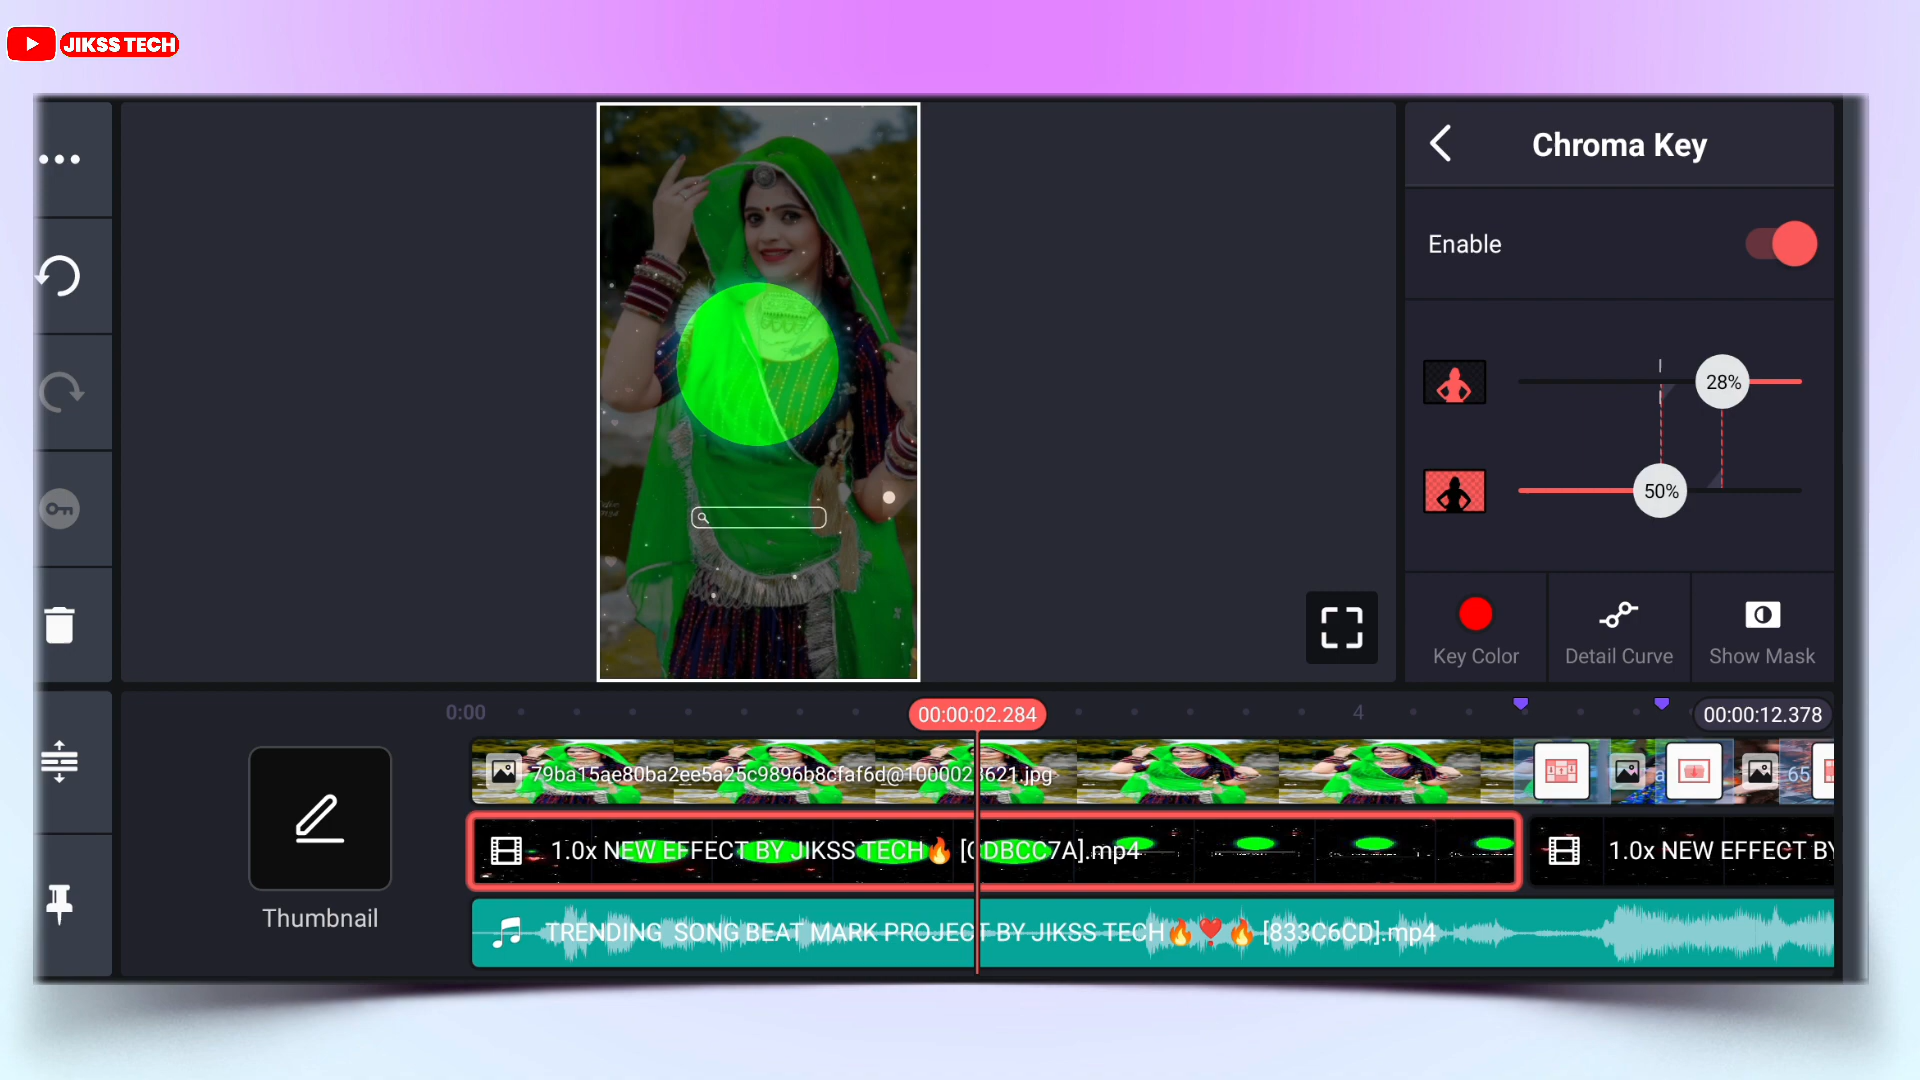 JIKSS TECH
Chroma Key
Enable
28%
50%
Key Color
Detail Curve
Show Mask
0:00
00:00:02.284
4
00:00:12.378
79ba15ae80ba2ee5a25c9896b8cfaf6d@100002 3621.jpg
a
65
1.0x NEW EFFECT BY JIKSS TECH🔥 [0DBCC7A].mp4
1.0x NEW EFFECT BY
Thumbnail
TRENDING SONG BEAT MARK PROJECT BY JIKSS TECH🔥❣️🔥 [833C6CD].mp4